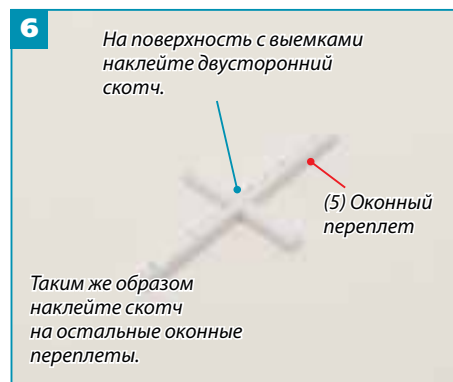 6
На поверхность с выемками
наклейте двусторонний
скотч.
(5) Оконный
переплет
Таким же образом
наклейте скотч
на остальные оконные
переплеты.